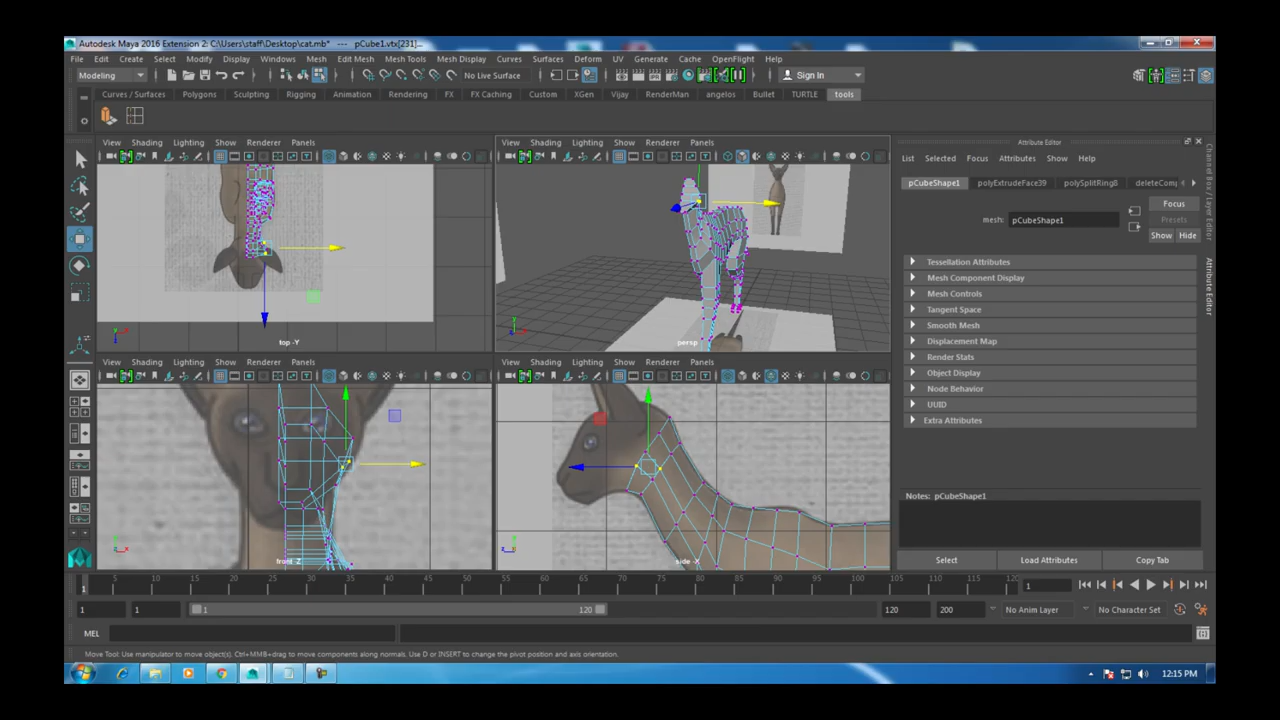 Autodesk Maya 2016 Extension 2: C:\Users\staff\Desktop\cat.mb*   ---   pCube1.vtx[231]...
File Edit Create Select Modify Display Windows Mesh Edit Mesh Mesh Tools Mesh Display Curves Surfaces Deform UV Generate Cache OpenFlight Help
Modeling No Live Surface Sign In
Curves / Surfaces Polygons Sculpting Rigging Animation Rendering FX FX Caching Custom XGen Vijay RenderMan angelos Bullet TURTLE tools
View Shading Lighting Show Renderer Panels
View Shading Lighting Show Renderer Panels
Attribute Editor
List Selected Focus Attributes Show Help
pCubeShape1 polyExtrudeFace39 polySplitRing8 deleteComp
Focus
mesh: pCubeShape1
Presets
Show Hide
Tessellation Attributes
Mesh Component Display
Mesh Controls
Tangent Space
Smooth Mesh
Displacement Map
Render Stats
Object Display
Node Behavior
UUID
Extra Attributes
Notes: pCubeShape1
Select Load Attributes Copy Tab
Channel Box / Layer Editor
Attribute Editor
top -Y
persp
View Shading Lighting Show Renderer Panels
View Shading Lighting Show Renderer Panels
front -Z
side -X
5 10 15 20 25 30 35 40 45 50 55 60 65 70 75 80 85 90 95 100 105 110 115 120
1
1
1 1 1 120 120 200 No Anim Layer No Character Set
MEL
Move Tool: Use manipulator to move object(s). Ctrl+MMB+drag to move components along normals. Use D or INSERT to change the pivot position and axis orientation.
12:15 PM